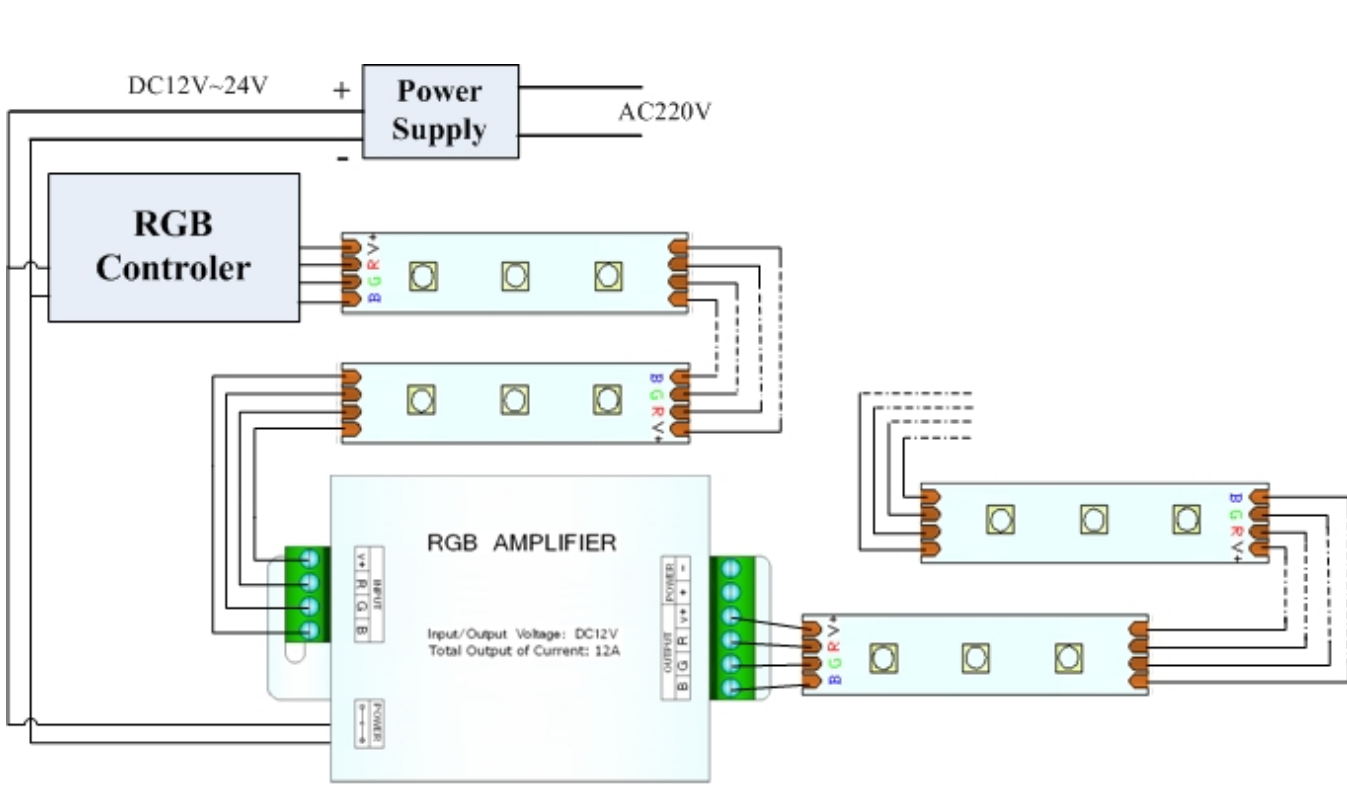 DC12V~24V
+
-
Power
Supply
AC220V
RGB
Controler
V+
R
G
B
B
G
R
V+
RGB AMPLIFIER
INPUT
V+
R
G
B
Input/Output Voltage: DC12V
Total Output of Current: 12A
POWER
- +
OUTPUT
V+
R
G
B
POWER
V+
R
G
B
B
G
R
V+